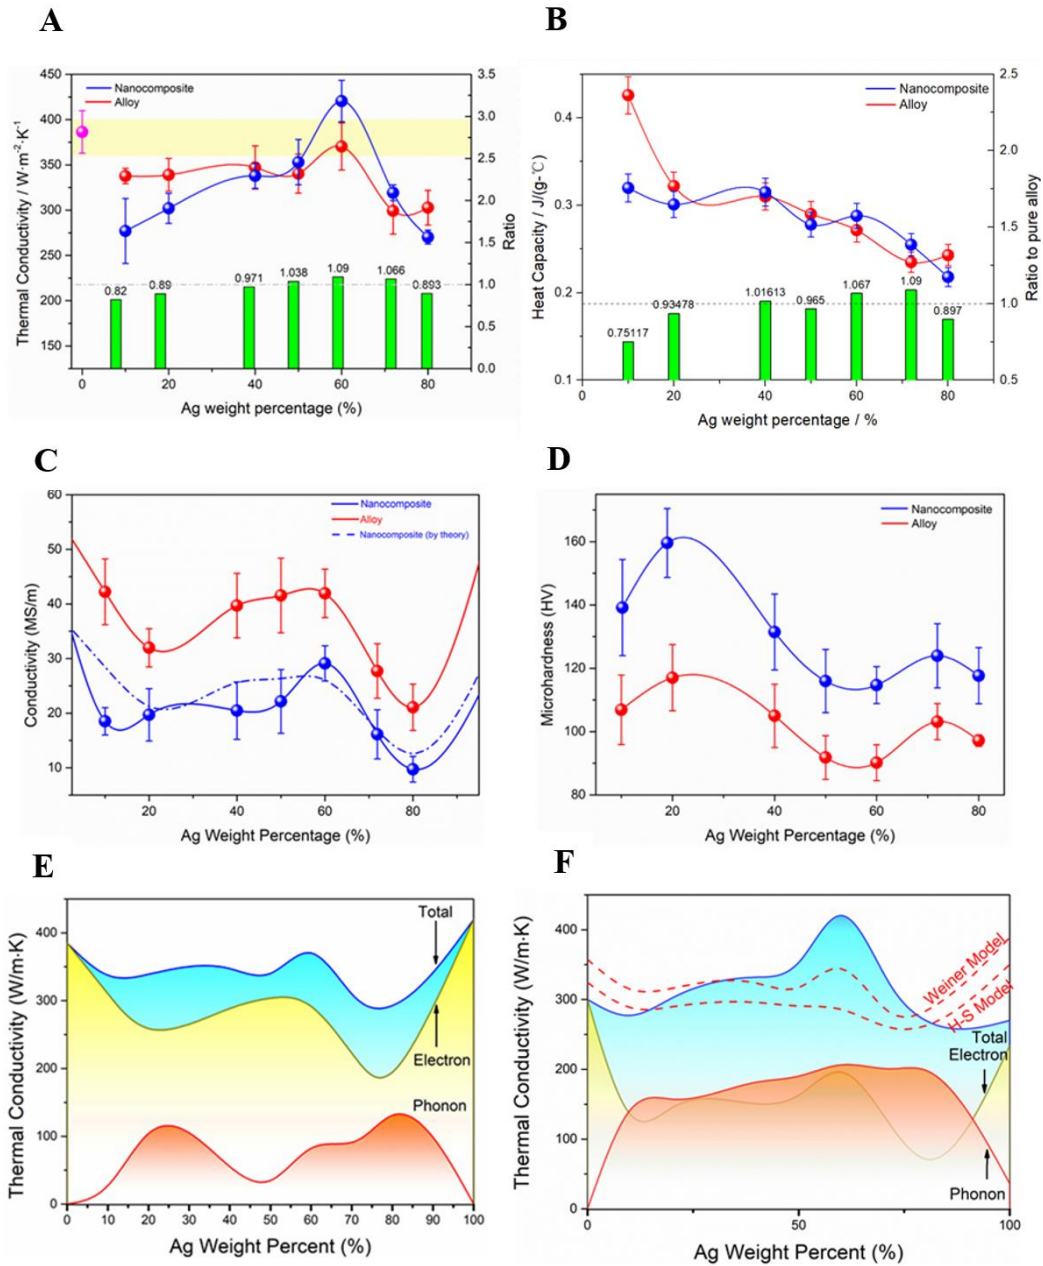 A
B
450
400
350
300
250
200
150
Thermal Conductivity / W·m⁻²·K⁻¹
Nanocomposite
Alloy
0.82
0.89
0.971
1.038
1.09
1.066
0.893
3.5
3.0
2.5
2.0
1.5
1.0
0.5
0.0
Ratio
0
20
40
60
80
Ag weight percentage (%)
0.4
0.3
0.2
0.1
Heat Capacity / J/(g-℃)
Nanocomposite
Alloy
0.75117
0.93478
1.01613
0.965
1.067
1.09
0.897
2.5
2.0
1.5
1.0
0.5
Ratio to pure alloy
0
20
40
60
80
Ag weight percentage / %
C
D
60
50
40
30
20
10
Conductivity (MS/m)
Nanocomposite
Alloy
Nanocomposite (by theory)
20
40
60
80
Ag Weight Percentage (%)
160
140
120
100
80
Microhardness (HV)
Nanocomposite
Alloy
20
40
60
80
Ag Weight Percentage (%)
E
F
400
300
200
100
0
Thermal Conductivity (W/m·K)
Total
Electron
Phonon
0
10
20
30
40
50
60
70
80
90
100
Ag Weight Percent (%)
400
300
200
100
0
Thermal Conductivity (W/m·K)
Weiner Model
H-S Model
Total
Electron
Phonon
0
50
100
Ag Weight Percent (%)